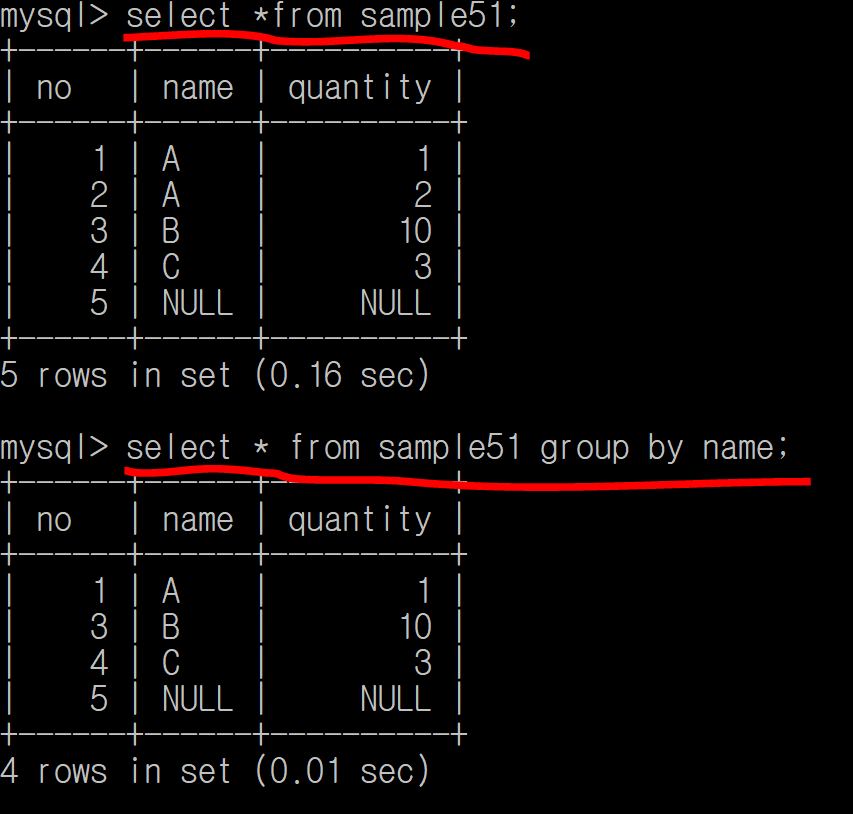 mysql> select *from sample51;
+------+------+----------+
| no   | name | quantity |
+------+------+----------+
|    1 | A    |        1 |
|    2 | A    |        2 |
|    3 | B    |       10 |
|    4 | C    |        3 |
|    5 | NULL |     NULL |
+------+------+----------+
5 rows in set (0.16 sec)
mysql> select * from sample51 group by name;
+------+------+----------+
| no   | name | quantity |
+------+------+----------+
|    1 | A    |        1 |
|    3 | B    |       10 |
|    4 | C    |        3 |
|    5 | NULL |     NULL |
+------+------+----------+
4 rows in set (0.01 sec)